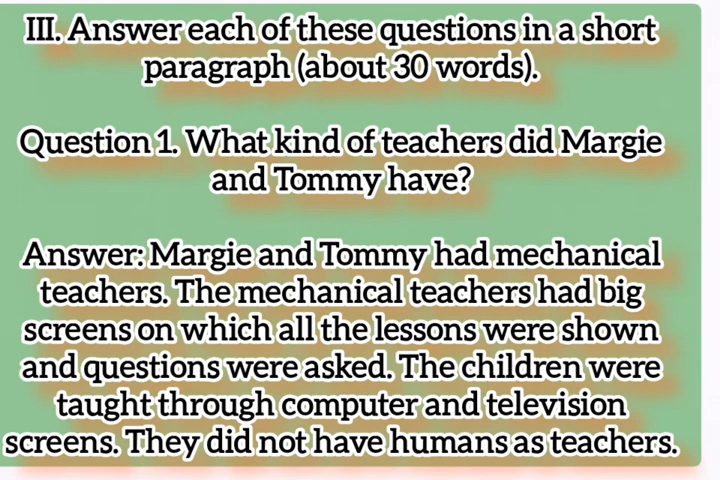 III. Answer each of these questions in a short
paragraph (about 30 words).
Question 1. What kind of teachers did Margie
and Tommy have?
Answer: Margie and Tommy had mechanical
teachers. The mechanical teachers had big
screens on which all the lessons were shown
and questions were asked. The children were
taught through computer and television
screens. They did not have humans as teachers.